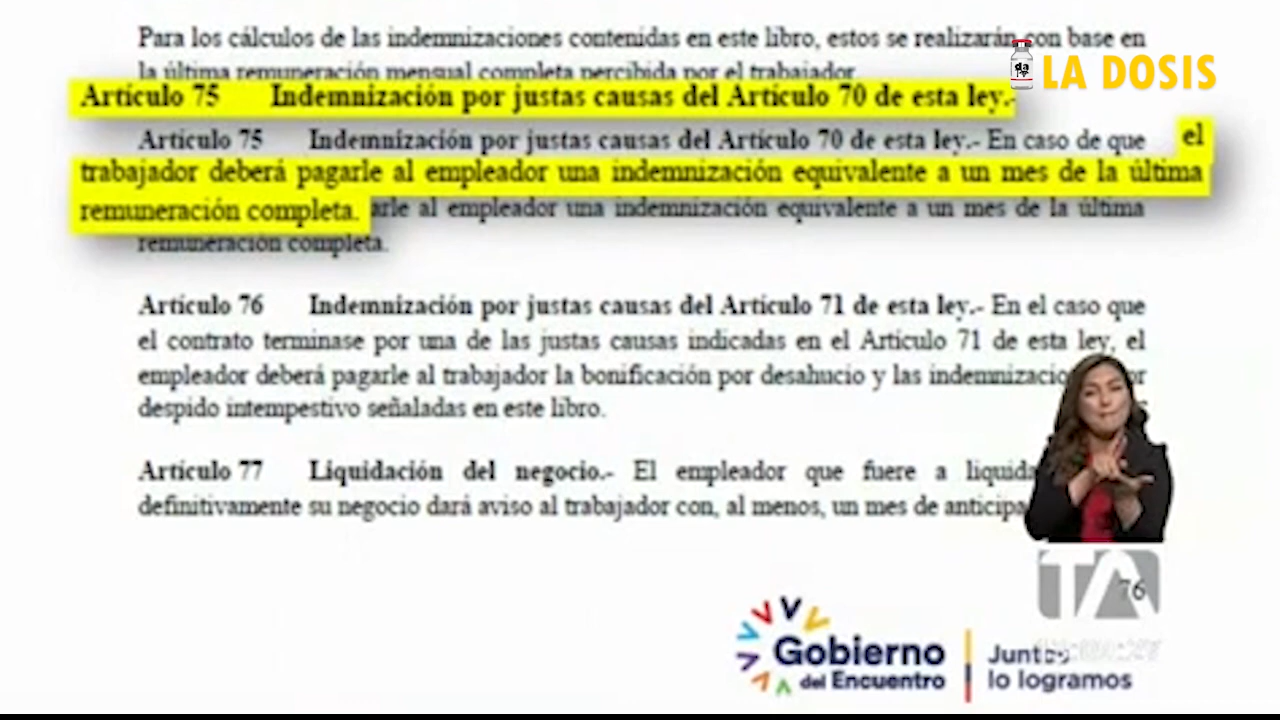 Para los cálculos de las indemnizaciones contenidas en este libro, estos se realizarán con base en
la última remuneración mensual completa percibida por el trabajador.
LA DOSIS
Artículo 75 Indemnización por justas causas del Artículo 70 de esta ley.-
Artículo 75 Indemnización por justas causas del Artículo 70 de esta ley.- En caso de que
el
trabajador deberá pagarle al empleador una indemnización equivalente a un mes de la última
remuneración completa.
arle al empleador una indemnización equivalente a un mes de la última
remuneración completa.
Artículo 76 Indemnización por justas causas del Artículo 71 de esta ley.- En el caso que
el contrato terminase por una de las justas causas indicadas en el Artículo 71 de esta ley, el
empleador deberá pagarle al trabajador la bonificación por desahucio y las indemnizacio or
despido intempestivo señaladas en este libro.
Artículo 77 Liquidación del negocio.- El empleador que fuere a liquida
definitivamente su negocio dará aviso al trabajador con, al menos, un mes de anticipa
TA
76
Gobierno
del Encuentro
Juntos
lo logramos